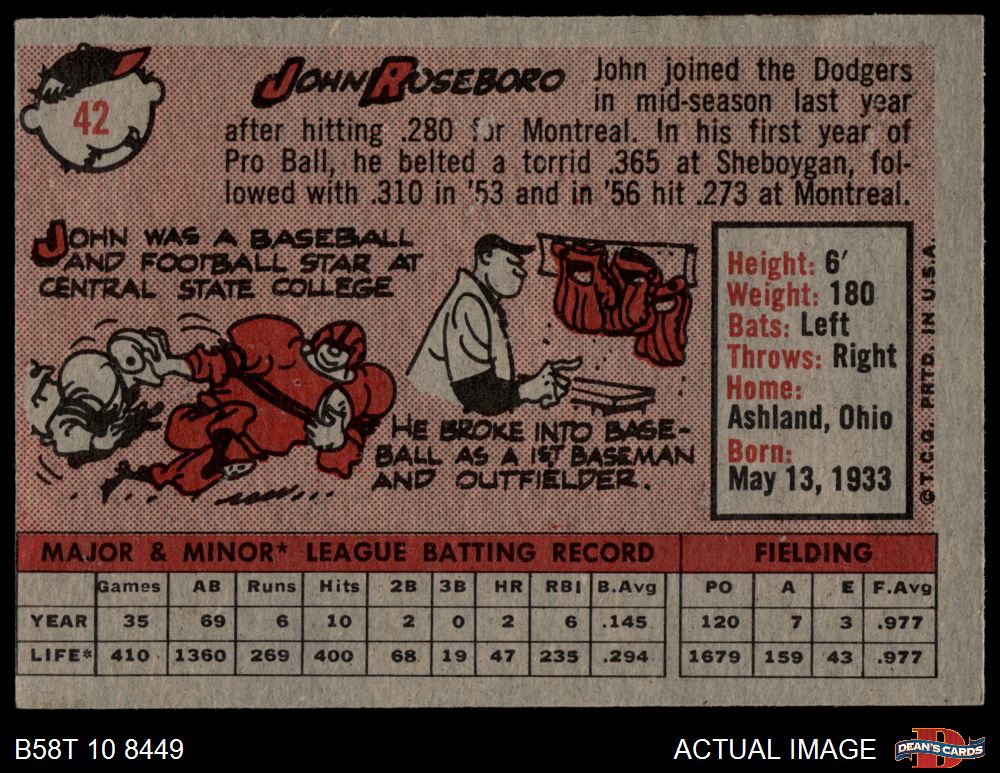 42
JOHN ROSEBORO
John joined the Dodgers
in mid-season last year
after hitting .280 for Montreal. In his first year of
Pro Ball, he belted a torrid .365 at Sheboygan, fol-
lowed with .310 in '53 and in '56 hit .273 at Montreal.
JOHN WAS A BASEBALL
AND FOOTBALL STAR AT
CENTRAL STATE COLLEGE
HE BROKE INTO BASE-
BALL AS A 1ST BASEMAN
AND OUTFIELDER.
Height: 6'
Weight: 180
Bats: Left
Throws: Right
Home:
Ashland, Ohio
Born:
May 13, 1933
© T.C.G. PRTD. IN U.S.A.
MAJOR & MINOR* LEAGUE BATTING RECORD FIELDING
Games AB Runs Hits 2B 3B HR RBI B.Avg PO A E F.Avg
YEAR 35 69 6 10 2 0 2 6 .145 120 7 3 .977
LIFE* 410 1360 269 400 68 19 47 235 .294 1679 159 43 .977
B58T 10 8449 ACTUAL IMAGE DEAN'S CARDS